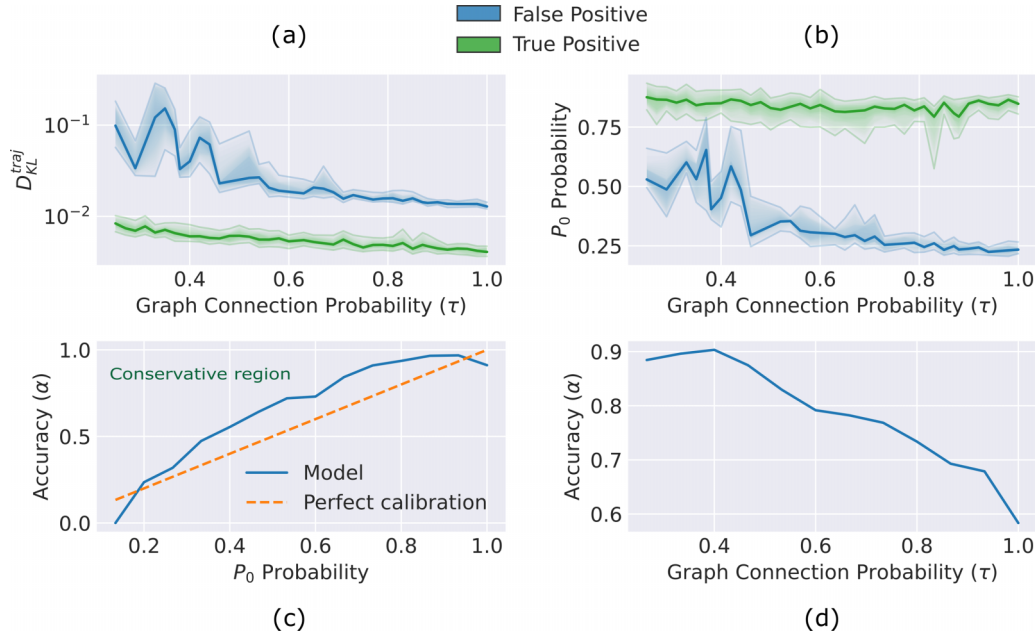 (a)
False Positive
True Positive
(b)
10⁻¹
10⁻²
D_KL^traj
0.4 0.6 0.8 1.0
Graph Connection Probability (τ)
0.75
0.50
0.25
P₀ Probability
0.4 0.6 0.8 1.0
Graph Connection Probability (τ)
1.0
0.5
0.0
Accuracy (α)
Conservative region
Model
Perfect calibration
0.2 0.4 0.6 0.8 1.0
P₀ Probability
(c)
0.9
0.8
0.7
0.6
Accuracy (α)
0.4 0.6 0.8 1.0
Graph Connection Probability (τ)
(d)